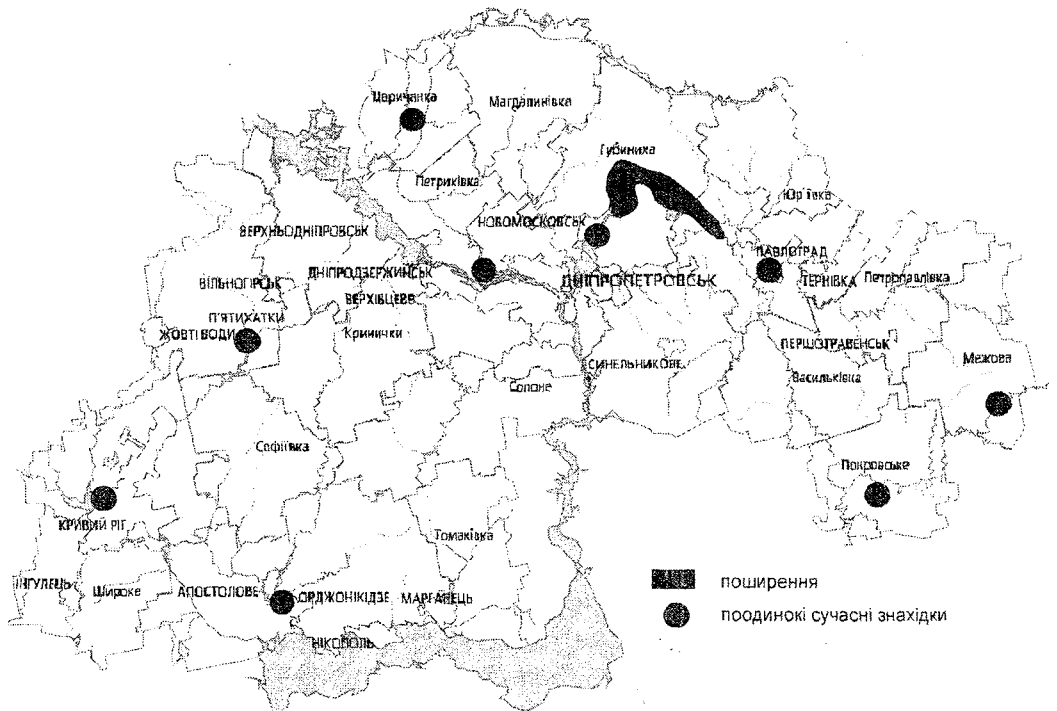 Царичанка
Магдалинівка
Губиниха
Петриківка
Юр'ївка
НОВОМОСКОВСЬК
ВЕРХНЬОДНІПРОВСЬК
ПАВЛОГРАД
ДНІПРОДЗЕРЖИНСЬК
ДНІПРОПЕТРОВСЬК
ТЕРНІВКА
Петропавлівка
ВІЛЬНОГІРСЬК
ВЕРХІВЦЕВЕ
П'ЯТИХАТКИ
ЖОВТІ ВОДИ
Кринички
ПЕРШОТРАВЕНСЬК
Межова
СИНЕЛЬНИКОВЕ
Васильківка
Солоне
Софіївка
Покровське
КРИВИЙ РІГ
Томаківка
ІНГУЛЕЦЬ
Широке
АПОСТОЛОВЕ
ОРДЖОНІКІДЗЕ
МАРГАНЕЦЬ
НІКОПОЛЬ
поширення
поодинокі сучасні знахідки